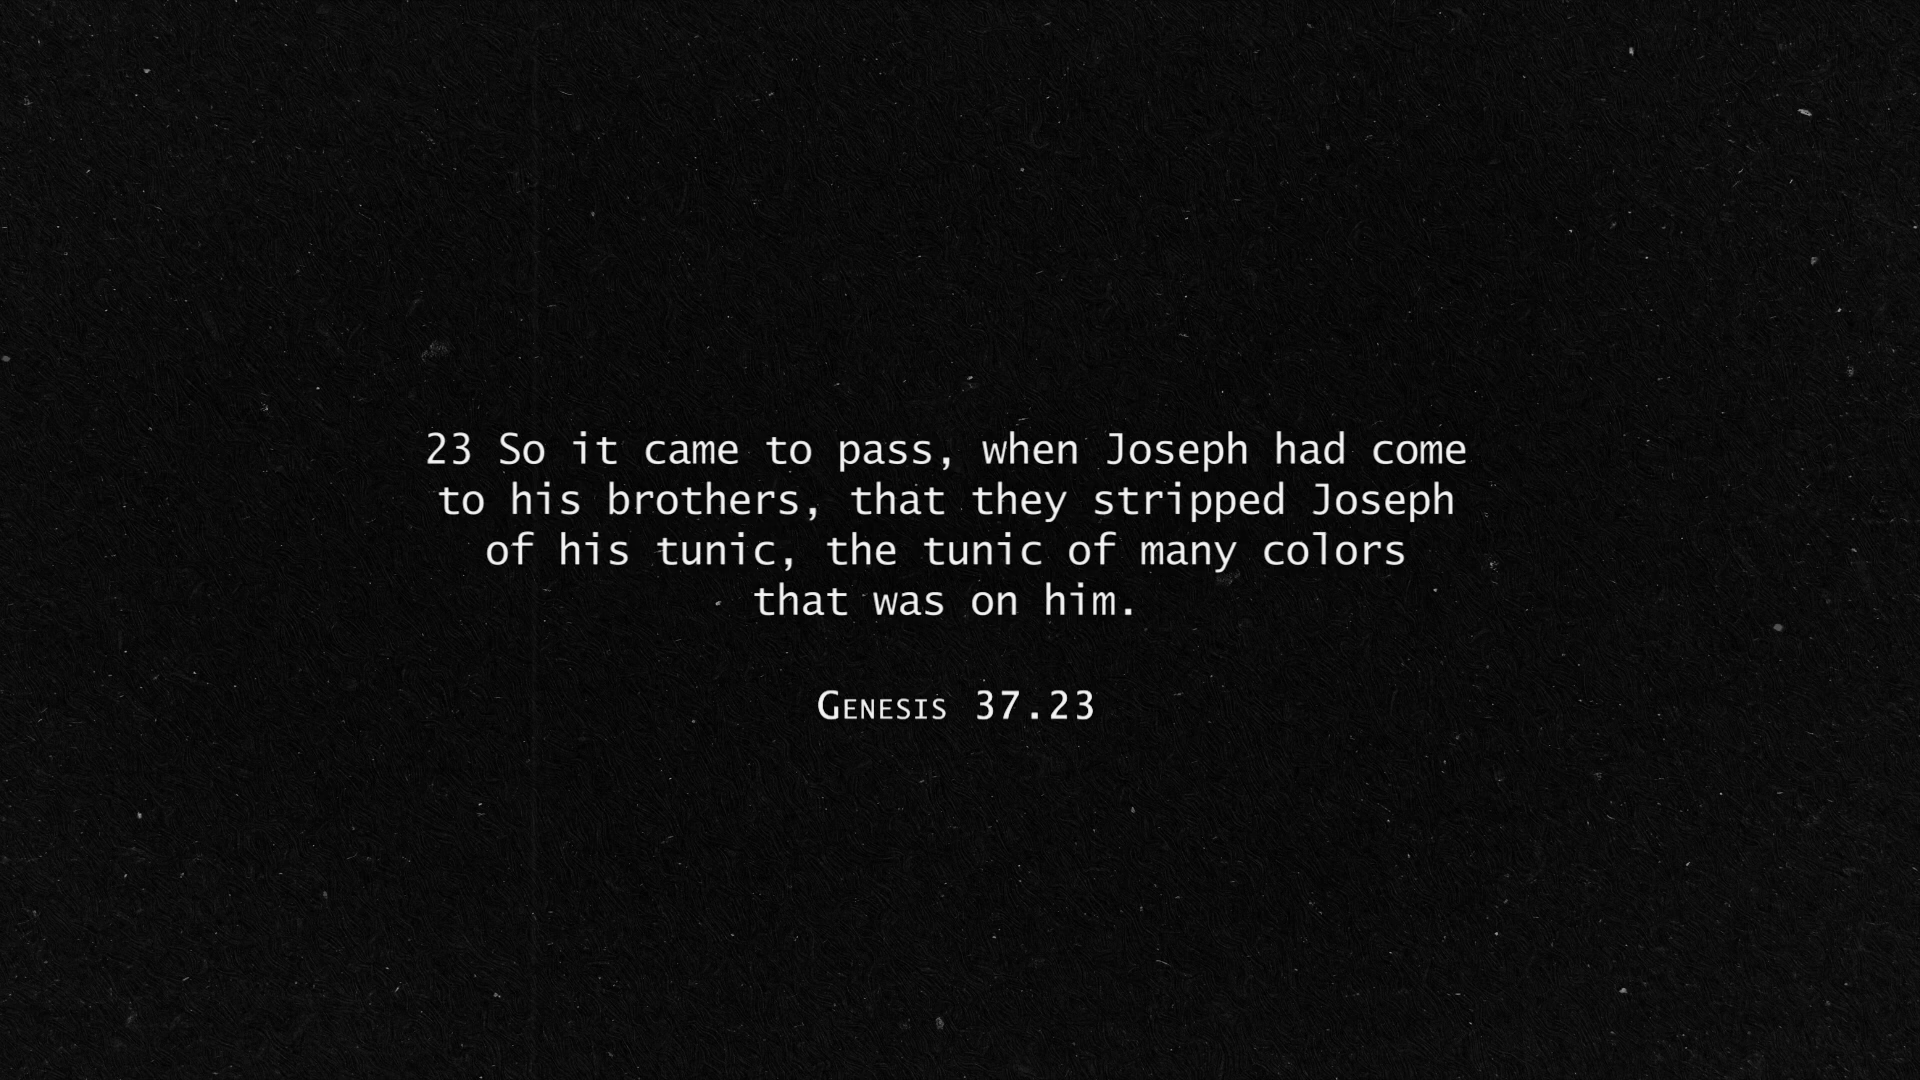 23 So it came to pass, when Joseph had come
to his brothers, that they stripped Joseph
of his tunic, the tunic of many colors
that was on him.
Genesis 37.23